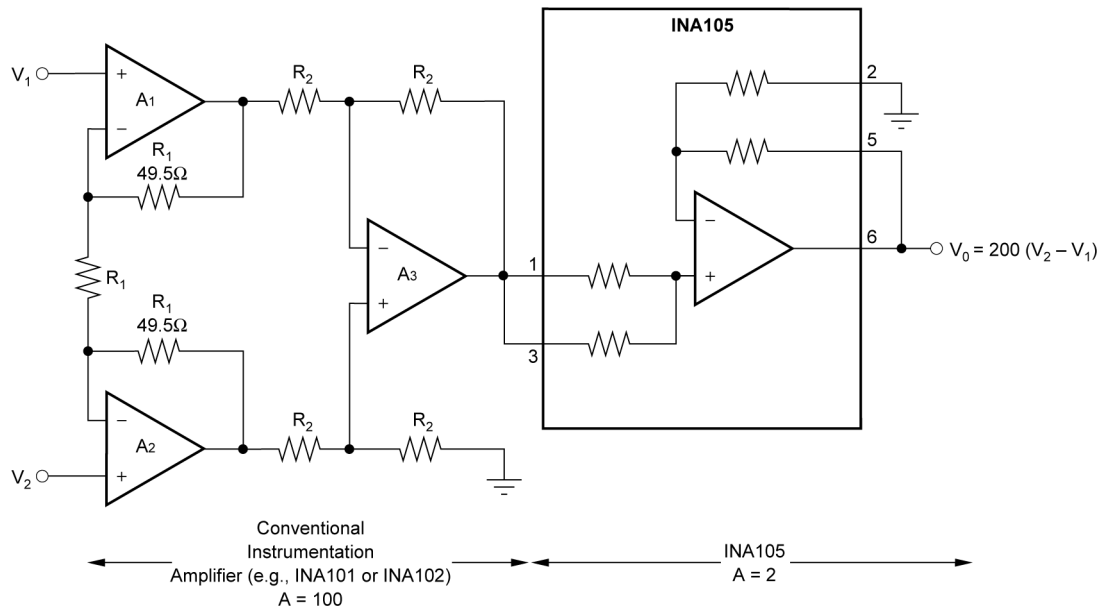 INA105
V1
+
A1
−
R2
R2
R1
49.5Ω
R1
R1
49.5Ω
−
A2
+
V2
−
A3
+
R2
R2
1
3
−
+
2
5
6
V0 = 200 (V2 – V1)
Conventional
Instrumentation
Amplifier (e.g., INA101 or INA102)
A = 100
INA105
A = 2